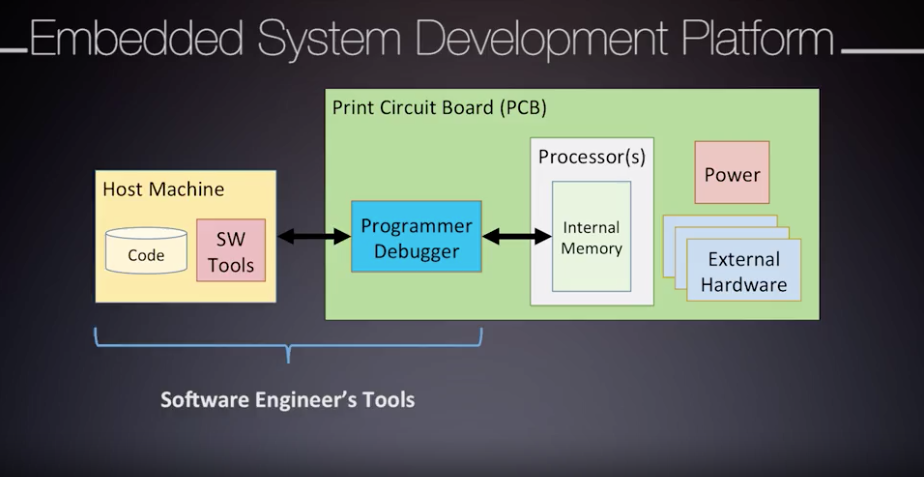 Embedded System Development Platform
Print Circuit Board (PCB)
Host Machine
Code
SW
Tools
Programmer
Debugger
Processor(s)
Internal
Memory
Power
External
Hardware
Software Engineer's Tools